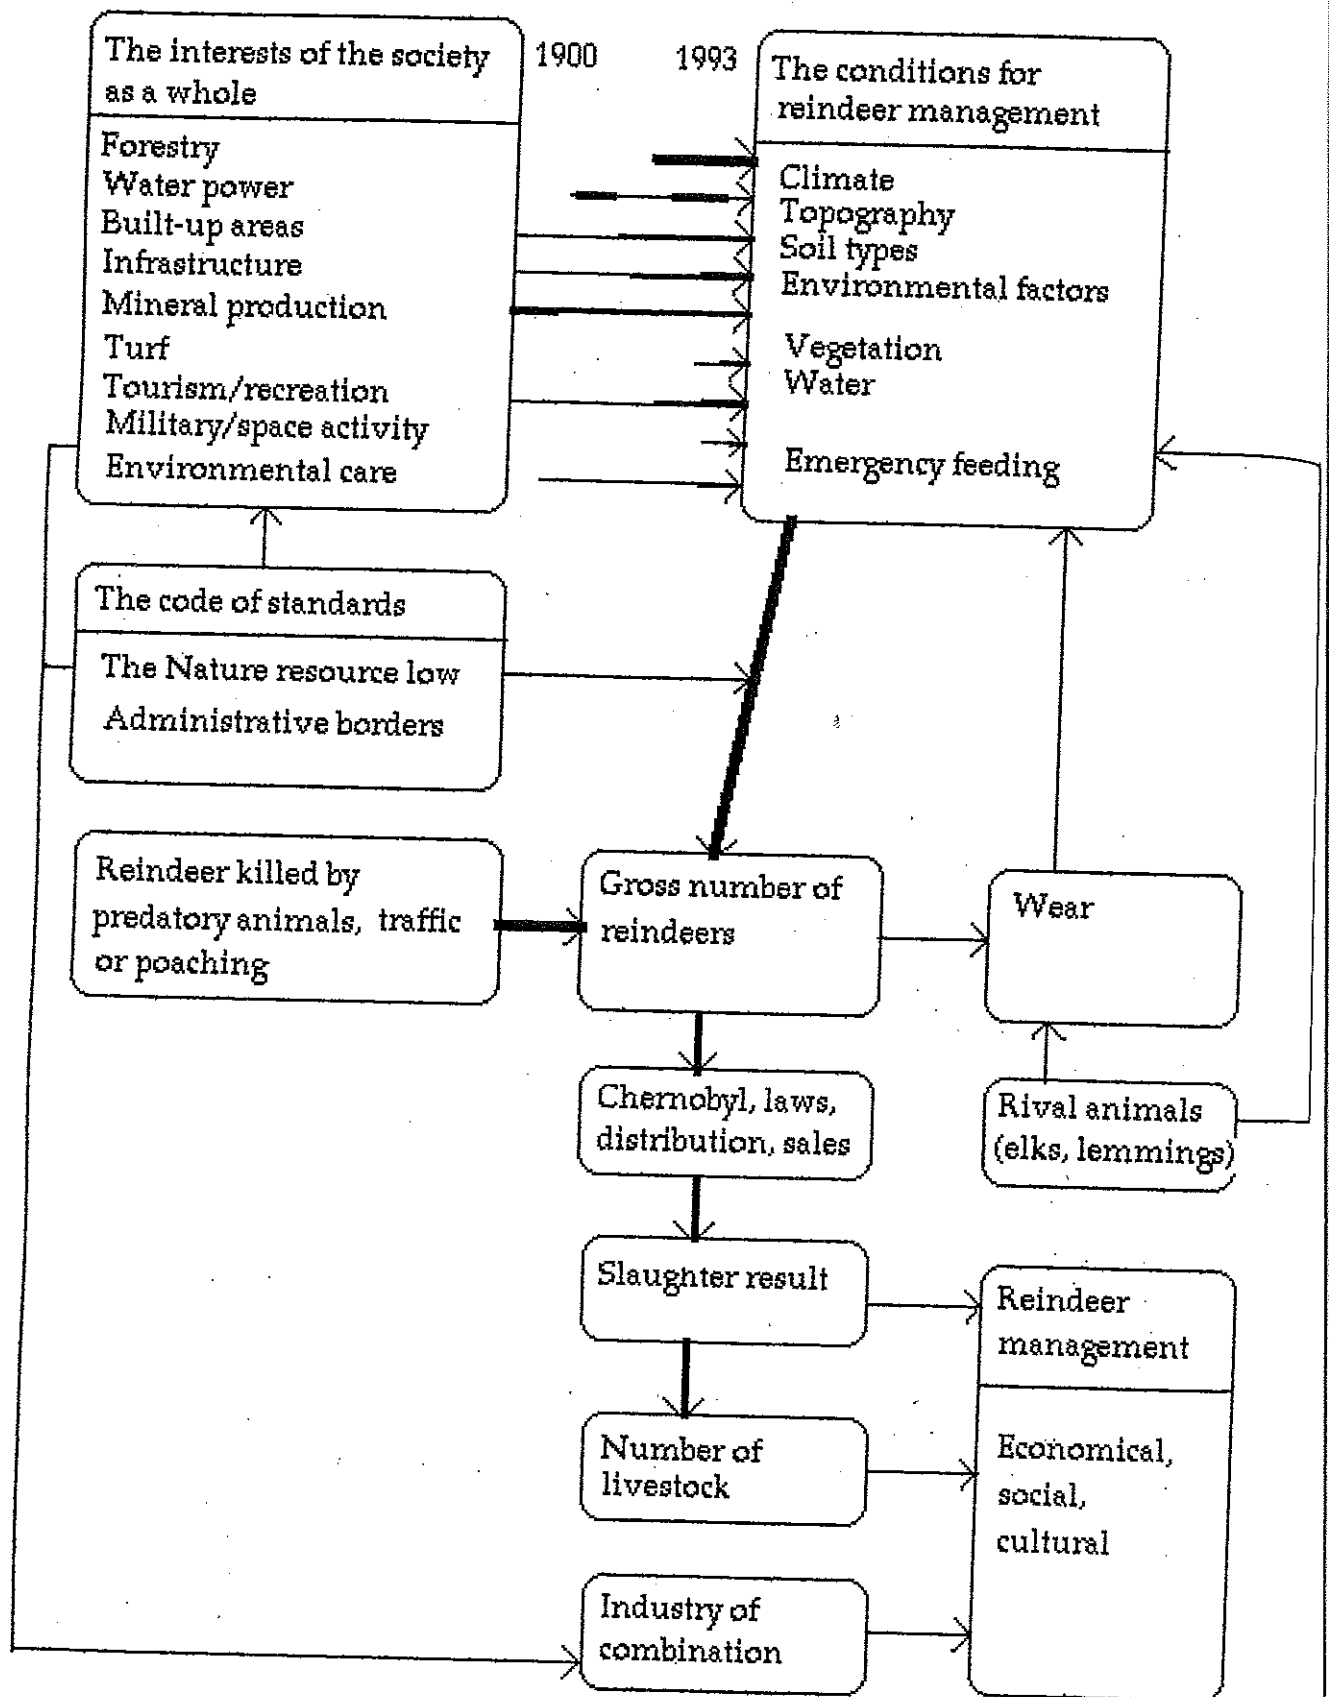 The interests of the society
as a whole
Forestry
Water power
Built-up areas
Infrastructure
Mineral production
Turf
Tourism/recreation
Military/space activity
Environmental care
1900
1993
The conditions for
reindeer management
Climate
Topography
Soil types
Environmental factors
Vegetation
Water
Emergency feeding
The code of standards
The Nature resource low
Administrative borders
Reindeer killed by
predatory animals, traffic
or poaching
Gross number of
reindeers
Wear
Chernobyl, laws,
distribution, sales
Rival animals
(elks, lemmings)
Slaughter result
Reindeer
management
Economical,
social,
cultural
Number of
livestock
Industry of
combination